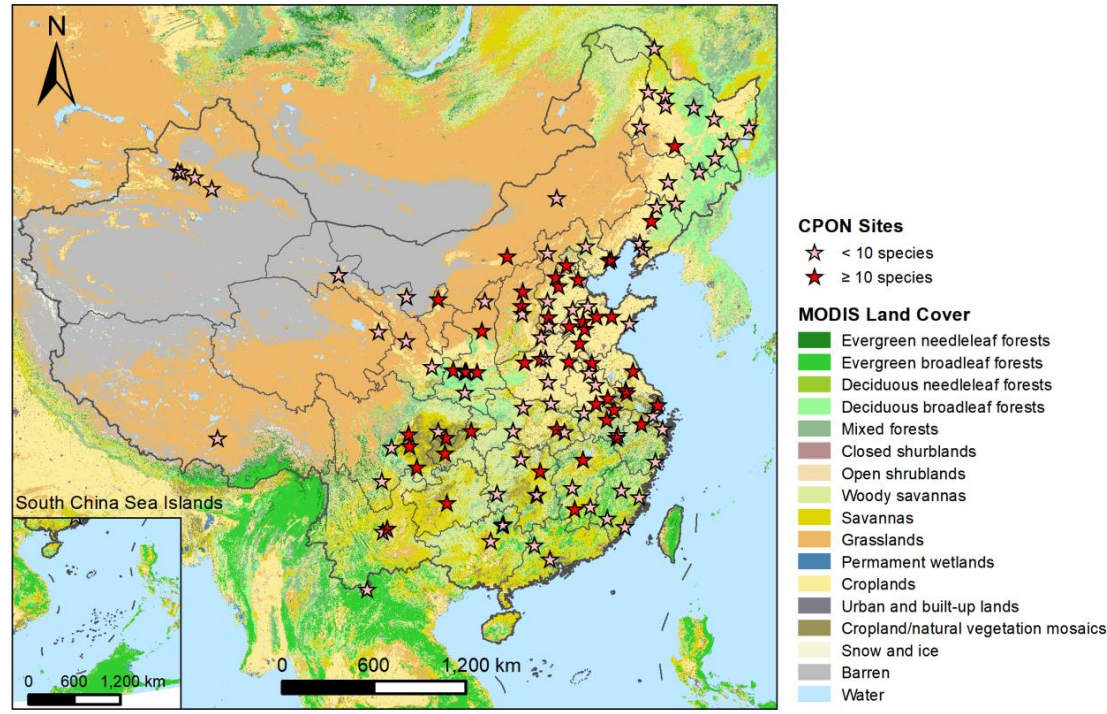 N
South China Sea Islands
0 600 1,200 km
0 600 1,200 km
CPON Sites
< 10 species
≥ 10 species
MODIS Land Cover
Evergreen needleleaf forests
Evergreen broadleaf forests
Deciduous needleleaf forests
Deciduous broadleaf forests
Mixed forests
Closed shurblands
Open shrublands
Woody savannas
Savannas
Grasslands
Permament wetlands
Croplands
Urban and built-up lands
Cropland/natural vegetation mosaics
Snow and ice
Barren
Water